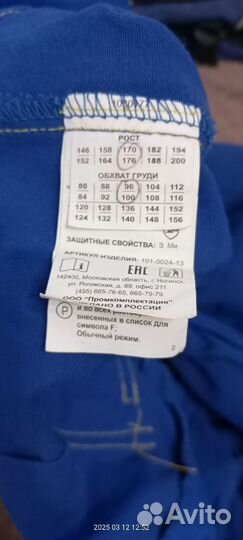 РОСТ
146 158 170 182 194
152 164 176 188 200
ОБХВАТ ГРУДИ
80 88 96 104 112
84 92 100 108 116
120 128 136 144 152
124 132 140 148 156
ЗАЩИТНЫЕ СВОЙСТВА: З Ми
АРТИКУЛ ИЗДЕЛИЯ: 101-0024-13
ЕАС
142400, Московская область, г. Ногинск,
ул. Рогожская, д. 89, офис 211
(495) 665-76-65, 665-79-79
ООО "Промкомплектация"
СДЕЛАНО В РОССИИ
P
и во всех
внесенных в список для
символа F;
Обычный режим.
2
2025 03 12 12:52
Avito